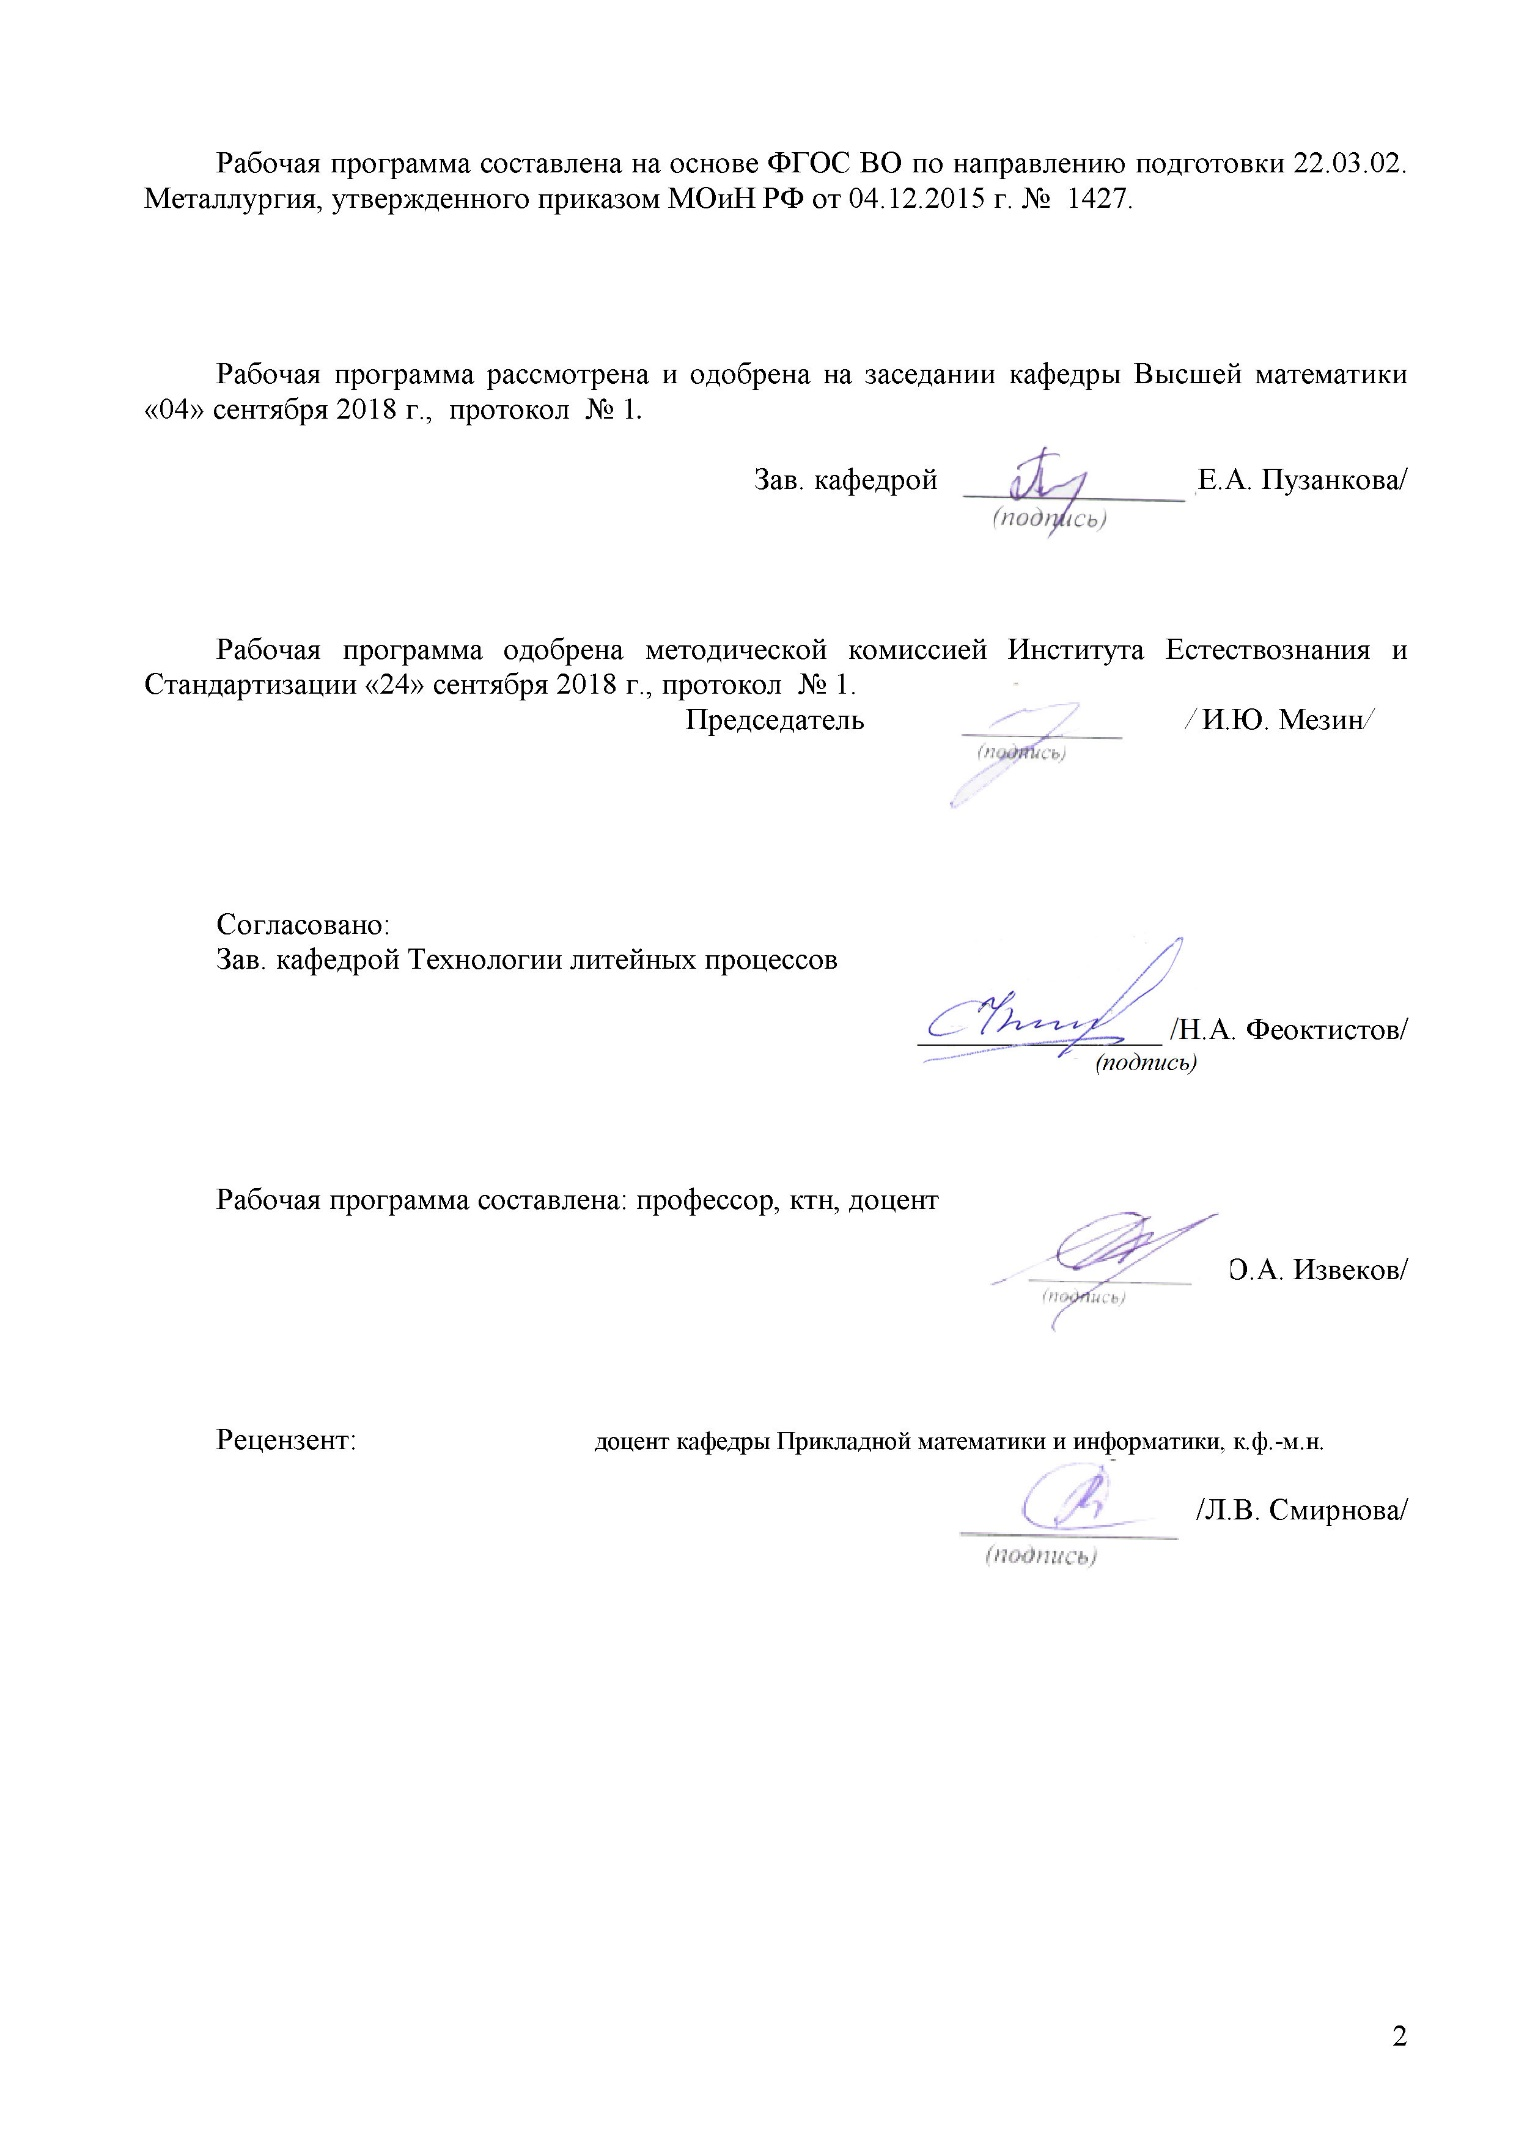 Рабочая программа составлена на основе ФГОС ВО по направлению подготовки 22.03.02.
Металлургия, утвержденного приказом МОиН РФ от 04.12.2015 г. № 1427.
Рабочая программа рассмотрена и одобрена на заседании кафедры Высшей математики
«04» сентября 2018 г., протокол № 1.
Зав. кафедрой Е.А. Пузанкова/
(подпись)
Рабочая программа одобрена методической комиссией Института Естествознания и
Стандартизации «24» сентября 2018 г., протокол № 1.
Председатель / И.Ю. Мезин/
(подпись)
Согласовано:
Зав. кафедрой Технологии литейных процессов
/Н.А. Феоктистов/
(подпись)
Рабочая программа составлена: профессор, ктн, доцент
Ю.А. Извеков/
(подпись)
Рецензент: доцент кафедры Прикладной математики и информатики, к.ф.-м.н.
/Л.В. Смирнова/
(подпись)
2